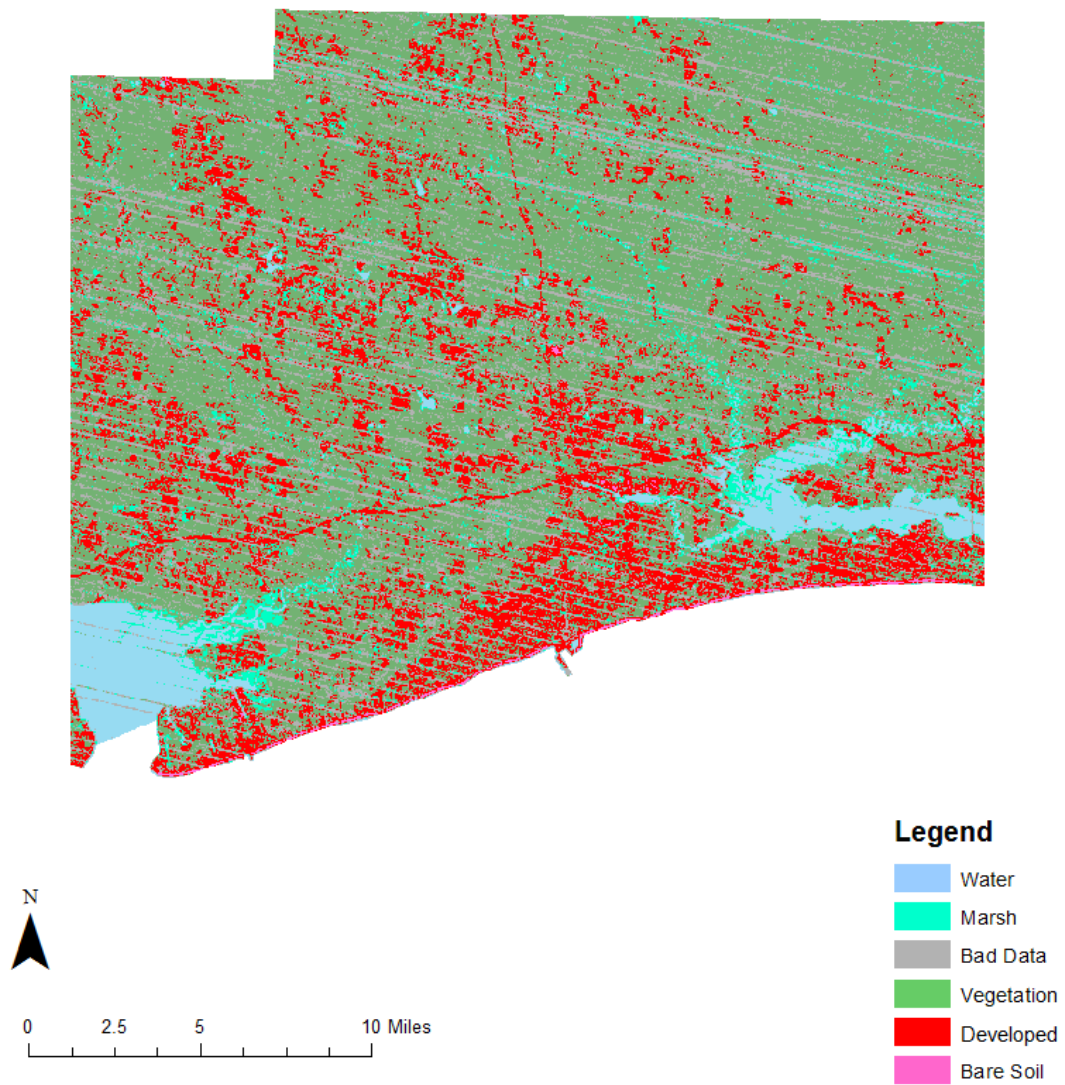 Legend
Water
Marsh
Bad Data
Vegetation
Developed
Bare Soil
N
0 2.5 5 10 Miles